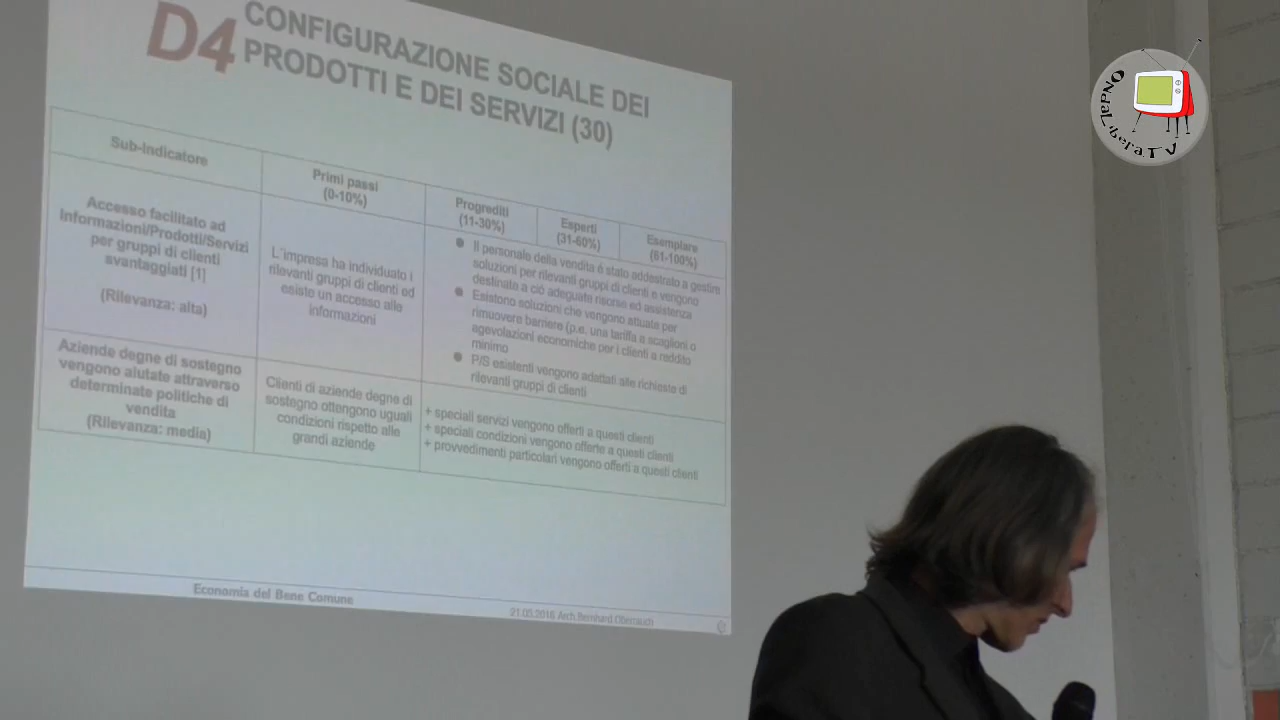 D4
CONFIGURAZIONE SOCIALE DEI
PRODOTTI E DEI SERVIZI (30)
Sub-Indicatore
Primi passi
(0-10%)
Progrediti
(11-30%)
Esperti
(31-60%)
Esemplare
(61-100%)
Accesso facilitato ad
Informazioni/Prodotti/Servizi
per gruppi di clienti
svantaggiati [1]
(Rilevanza: alta)
L´impresa ha individuato i
rilevanti gruppi di clienti ed
esiste un accesso alle
informazioni
● Il personale della vendita é stato addestrato a gestire
soluzioni per rilevanti gruppi di clienti e vengono
destinate a ciò adeguate risorse ed assistenza
● Esistono soluzioni che vengono attuate per
rimuovere barriere (p.e. una tariffa a scaglioni o
agevolazioni economiche per i clienti a reddito
minimo
● P/S esistenti vengono adattati alle richieste di
rilevanti gruppi di clienti
Aziende degne di sostegno
vengono aiutate attraverso
determinate politiche di
vendita
(Rilevanza: media)
Clienti di aziende degne di
sostegno ottengono uguali
condizioni rispetto alle
grandi aziende
+ speciali servizi vengono offerti a questi clienti
+ speciali condizioni vengono offerte a questi clienti
+ provvedimenti particolari vengono offerti a questi clienti
Economia del Bene Comune
21.05.2016 Arch.Bernhard Oberrauch
OndaLiberaTV